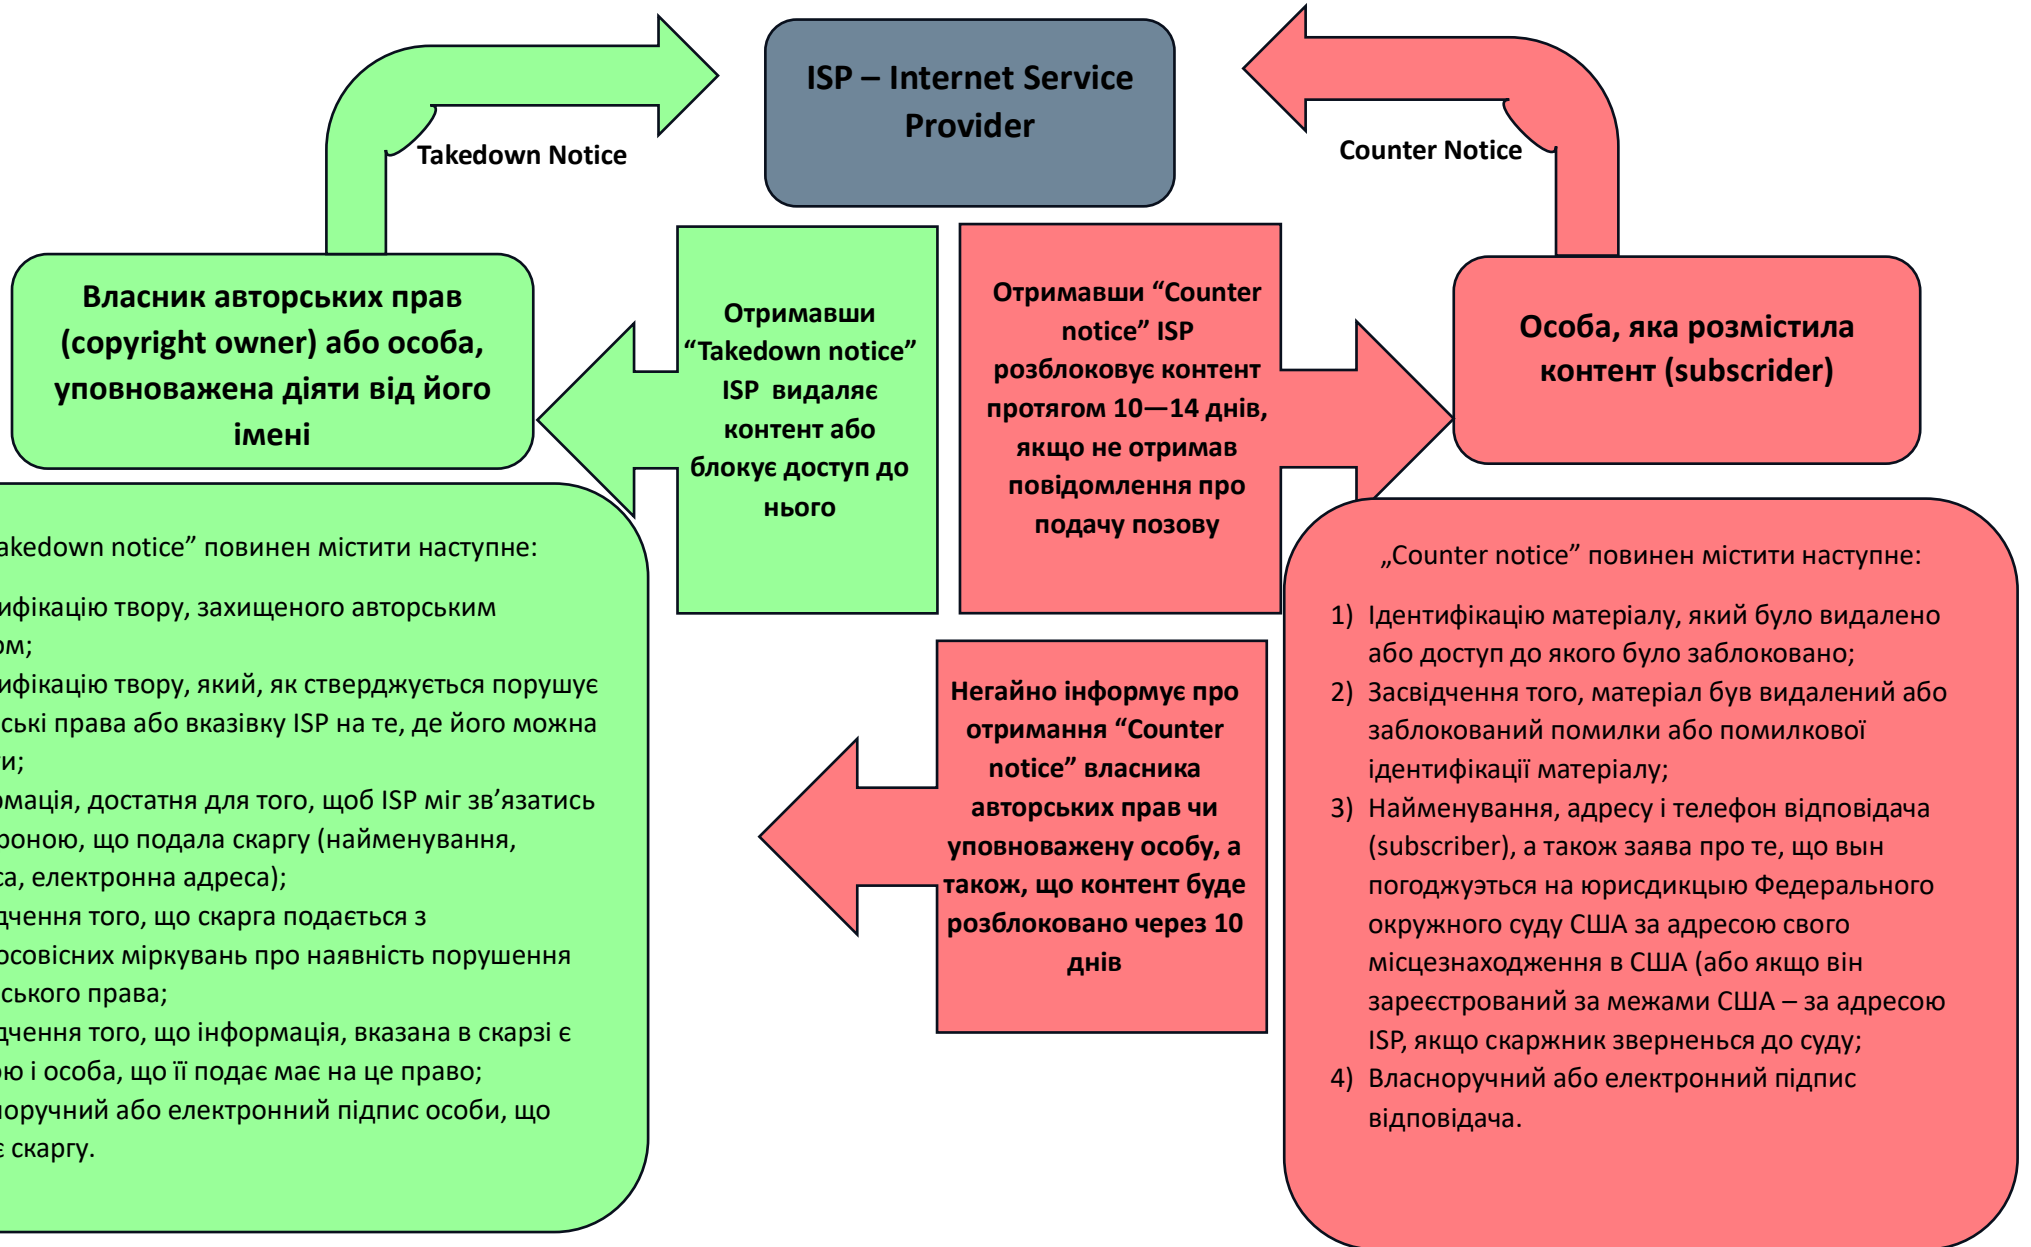 ISP – Internet Service
Provider
Takedown Notice
Counter Notice
Власник авторських прав
(copyright owner) або особа,
уповноважена діяти від його
імені
Отримавши
“Takedown notice”
ISP видаляє
контент або
блокує доступ до
нього
Отримавши “Counter
notice” ISP
розблоковує контент
протягом 10—14 днів,
якщо не отримав
повідомлення про
подачу позову
Особа, яка розмістила
контент (subscrider)
akedown notice” повинен містити наступне:
ифікацію твору, захищеного авторським
ом;
ифікацію твору, який, як стверджується порушує
ські права або вказівку ISP на те, де його можна
ти;
рмація, достатня для того, щоб ISP міг зв’язатись
роною, що подала скаргу (найменування,
са, електронна адреса);
дчення того, що скарга подається з
осовісних міркувань про наявність порушення
ського права;
дчення того, що інформація, вказана в скарзі є
ою і особа, що її подає має на це право;
норучний або електронний підпис особи, що
є скаргу.
Негайно інформує про
отримання “Counter
notice” власника
авторських прав чи
уповноважену особу, а
також, що контент буде
розблоковано через 10
днів
„Counter notice” повинен містити наступне:
1) Ідентифікацію матеріалу, який було видалено
або доступ до якого було заблоковано;
2) Засвідчення того, матеріал був видалений або
заблокований помилки або помилкової
ідентифікації матеріалу;
3) Найменування, адресу і телефон відповідача
(subscriber), а також заява про те, що вын
погоджуэться на юрисдикцыю Федерального
окружного суду США за адресою свого
місцезнаходження в США (або якщо він
зареєстрований за межами США – за адресою
ISP, якщо скаржник зверненься до суду;
4) Власноручний або електронний підпис
відповідача.